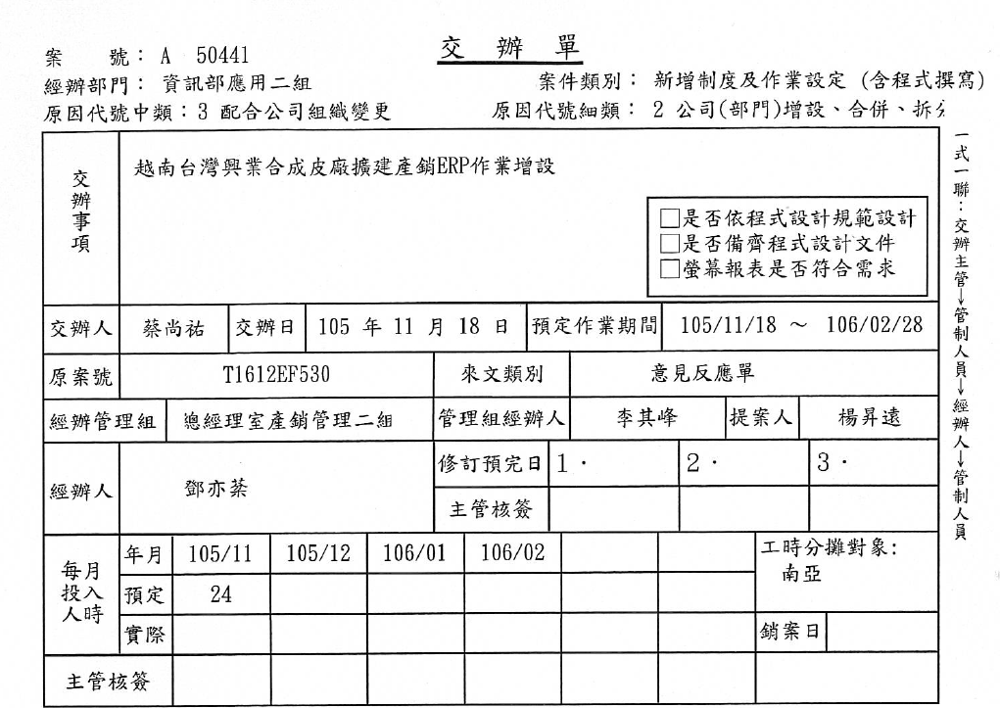 交辦單
案　　號： A　50441
經辦部門： 資訊部應用二組　　案件類別： 新增制度及作業設定 (含程式撰寫)
原因代號中類：3 配合公司組織變更　　原因代號細類： 2 公司(部門)增設、合併、拆分
交辦事項　越南台灣興業合成皮廠擴建產銷ERP作業增設
□是否依程式設計規範設計
□是否備齊程式設計文件
□螢幕報表是否符合需求
交辦人　蔡尚祐　交辦日　105 年 11 月 18 日　預定作業期間　105/11/18 ～ 106/02/28
原案號　T1612EF530　來文類別　意見反應單
經辦管理組　總經理室產銷管理二組　管理組經辦人　李其峰　提案人　楊昇遠
經辦人　鄧亦棻　修訂預完日　1．　2．　3．
主管核簽
每月投入人時　年月　105/11　105/12　106/01　106/02　工時分攤對象：
南亞
預定　24
實際　銷案日
主管核簽
一式一聯：交辦主管→管制人員→經辦人→管制人員